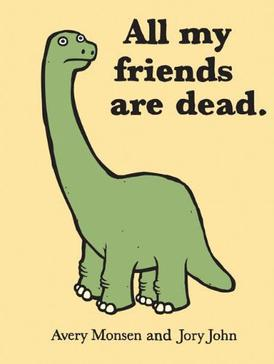 All my
friends
are dead.
Avery Monsen and Jory John